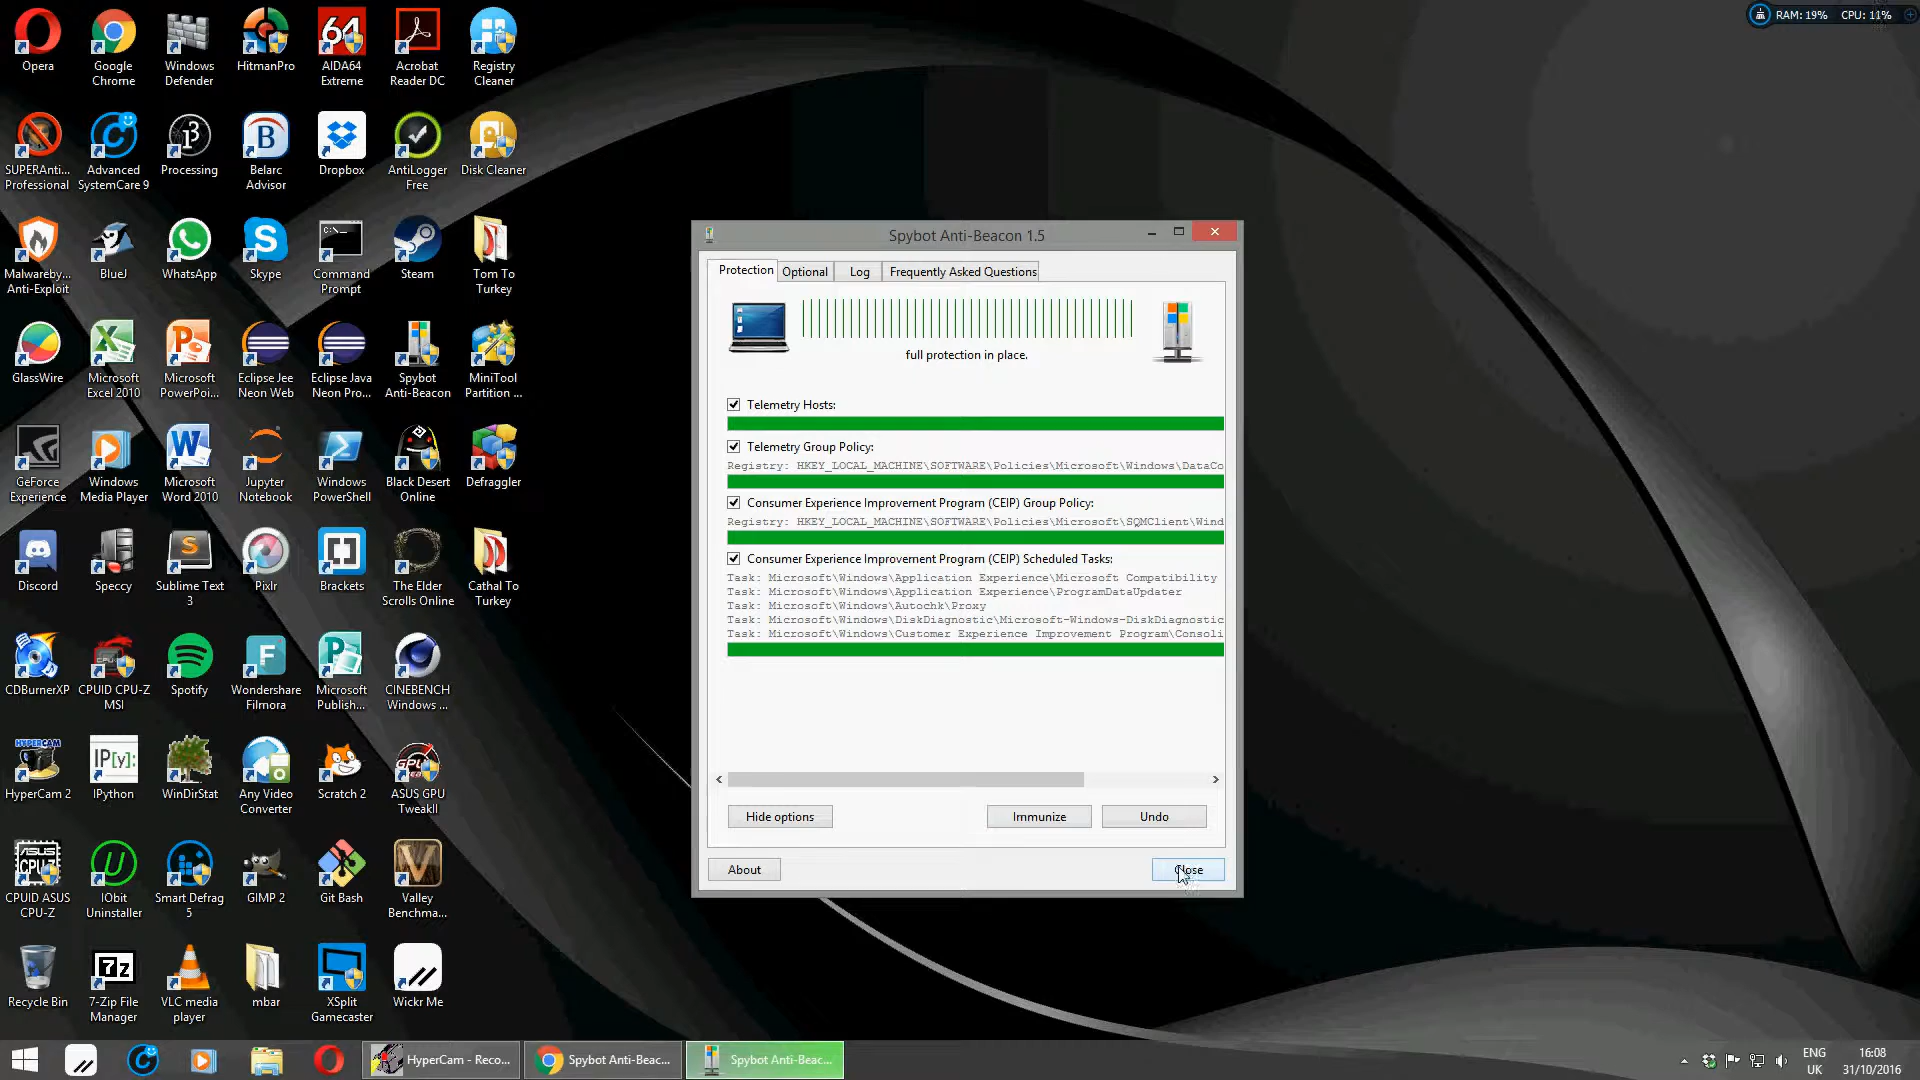 RAM: 19% CPU: 11%
Opera
Google
Chrome
Windows
Defender
HitmanPro
64
AIDA64
Extreme
Acrobat
Reader DC
Registry
Cleaner
SUPERAnti...
Professional
Advanced
SystemCare 9
Processing
B
Belarc
Advisor
Dropbox
AntiLogger
Free
Disk Cleaner
Malwareby...
Anti-Exploit
BlueJ
WhatsApp
Skype
Command
Prompt
Steam
Tom To
Turkey
GlassWire
Microsoft
Excel 2010
Microsoft
PowerPoi...
Eclipse Jee
Neon Web
Eclipse Java
Neon Pro...
Spybot
Anti-Beacon
MiniTool
Partition ...
GeForce
Experience
Windows
Media Player
Microsoft
Word 2010
Jupyter
Notebook
Windows
PowerShell
Black Desert
Online
Defraggler
Discord
Speccy
Sublime Text
3
Pixlr
Brackets
The Elder
Scrolls Online
Cathal To
Turkey
CDBurnerXP
CPUID CPU-Z
MSI
Spotify
Wondershare
Filmora
Microsoft
Publish...
CINEBENCH
Windows ...
HYPERCAM
HyperCam 2
IP[y]:
IPython
WinDirStat
Any Video
Converter
Scratch 2
ASUS GPU
TweakII
ASUS
CPU-Z
CPUID ASUS
CPU-Z
IObit
Uninstaller
Smart Defrag
5
GIMP 2
Git Bash
Valley
Benchma...
Recycle Bin
7z
7-Zip File
Manager
VLC media
player
mbar
XSplit
Gamecaster
Wickr Me
Spybot Anti-Beacon 1.5
Protection Optional Log Frequently Asked Questions
full protection in place.
Telemetry Hosts:
Telemetry Group Policy:
Registry: HKEY_LOCAL_MACHINE\SOFTWARE\Policies\Microsoft\Windows\DataCo
Consumer Experience Improvement Program (CEIP) Group Policy:
Registry: HKEY_LOCAL_MACHINE\SOFTWARE\Policies\Microsoft\SQMClient\Wind
Consumer Experience Improvement Program (CEIP) Scheduled Tasks:
Task: Microsoft\Windows\Application Experience\Microsoft Compatibility
Task: Microsoft\Windows\Application Experience\ProgramDataUpdater
Task: Microsoft\Windows\Autochk\Proxy
Task: Microsoft\Windows\DiskDiagnostic\Microsoft-Windows-DiskDiagnostic
Task: Microsoft\Windows\Customer Experience Improvement Program\Consoli
Hide options Immunize Undo
About Close
HyperCam - Reco...
Spybot Anti-Beac...
Spybot Anti-Beac...
ENG
UK
16:08
31/10/2016